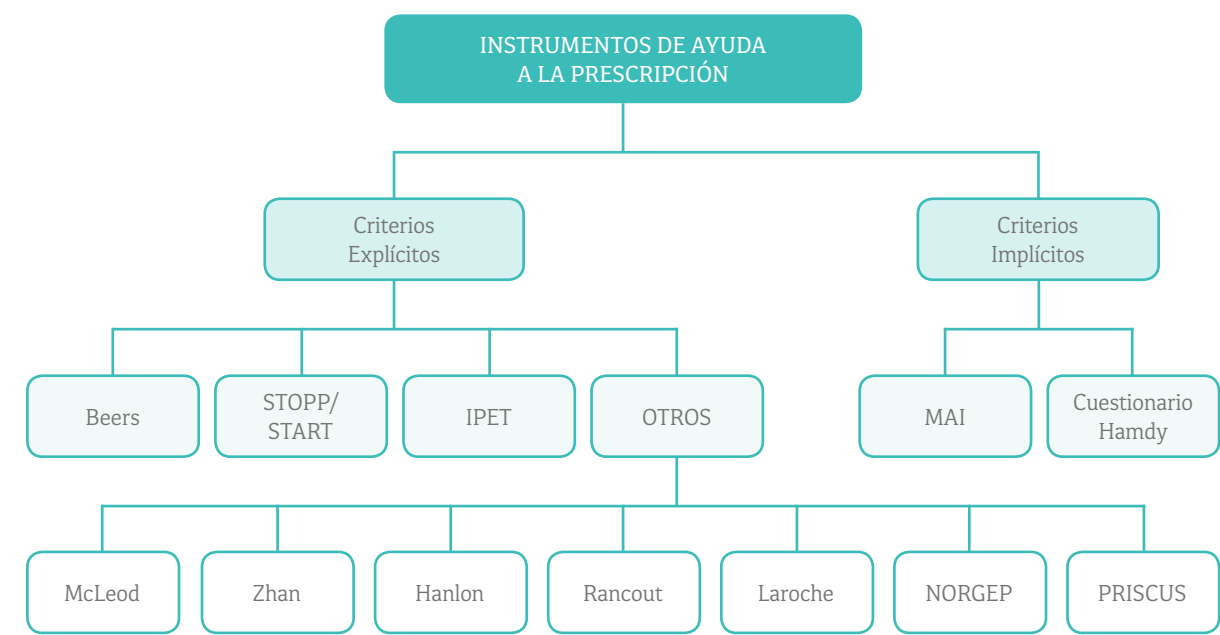 INSTRUMENTOS DE AYUDA
A LA PRESCRIPCIÓN
Criterios
Explícitos
Criterios
Implícitos
Beers
STOPP/
START
IPET
OTROS
MAI
Cuestionario
Hamdy
McLeod
Zhan
Hanlon
Rancout
Laroche
NORGEP
PRISCUS